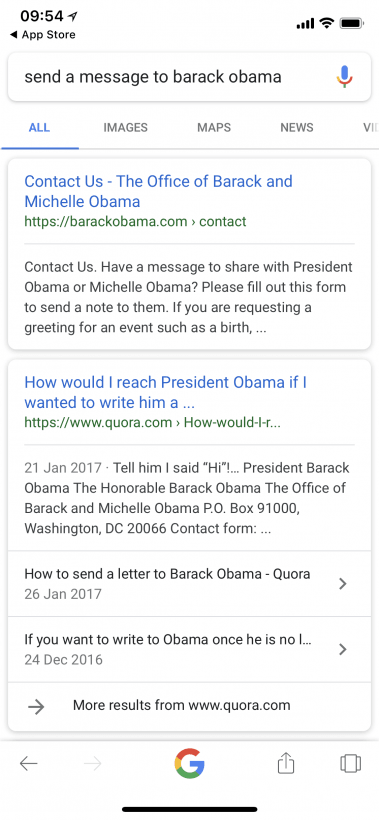 09:54
App Store
send a message to barack obama
ALL IMAGES MAPS NEWS
Contact Us - The Office of Barack and
Michelle Obama
https://barackobama.com › contact
Contact Us. Have a message to share with President
Obama or Michelle Obama? Please fill out this form
to send a note to them. If you are requesting a
greeting for an event such as a birth, ...
How would I reach President Obama if I
wanted to write him a ...
https://www.quora.com › How-would-I-r...
21 Jan 2017 · Tell him I said “Hi”!… President Barack
Obama The Honorable Barack Obama The Office of
Barack and Michelle Obama P.O. Box 91000,
Washington, DC 20066 Contact form: ...
How to send a letter to Barack Obama - Quora
26 Jan 2017
If you want to write to Obama once he is no l...
24 Dec 2016
More results from www.quora.com